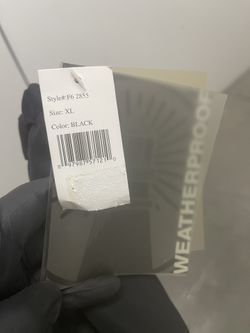 Style#:F6 2855
Size: XL
Color: BLACK
WEATHERPROOF